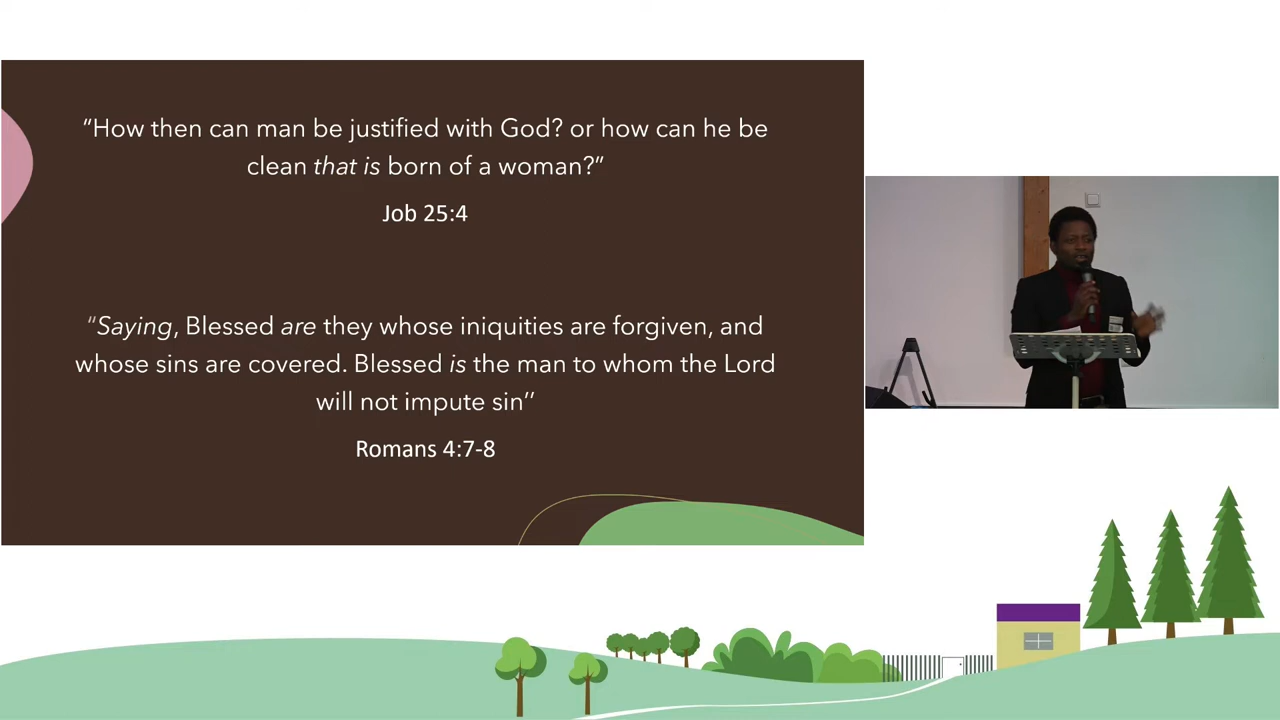 “How then can man be justified with God? or how can he be
clean that is born of a woman?”
Job 25:4
“Saying, Blessed are they whose iniquities are forgiven, and
whose sins are covered. Blessed is the man to whom the Lord
will not impute sin’’
Romans 4:7-8